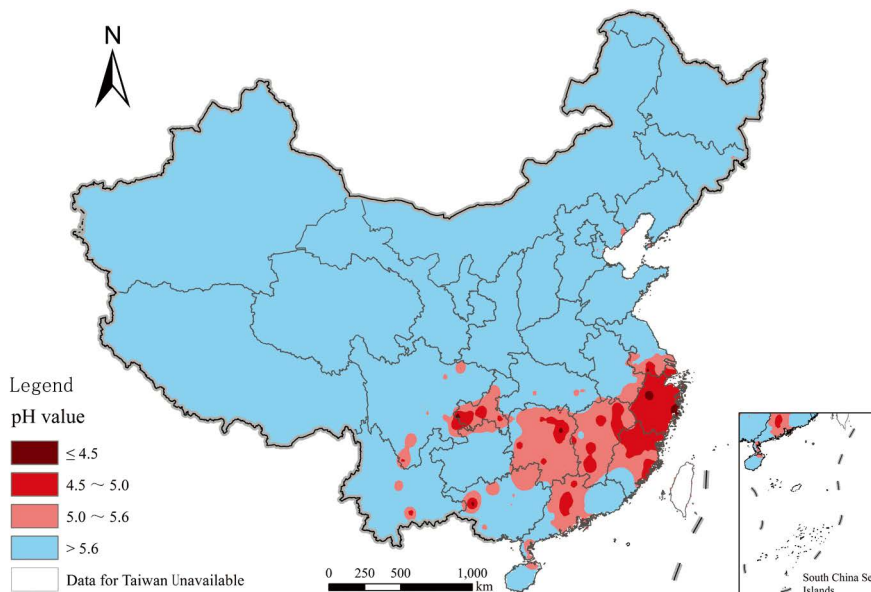 N
Legend
pH value
≤ 4.5
4.5 ～ 5.0
5.0 ～ 5.6
> 5.6
Data for Taiwan Unavailable
0 250 500 1,000
km
South China Se
Islands